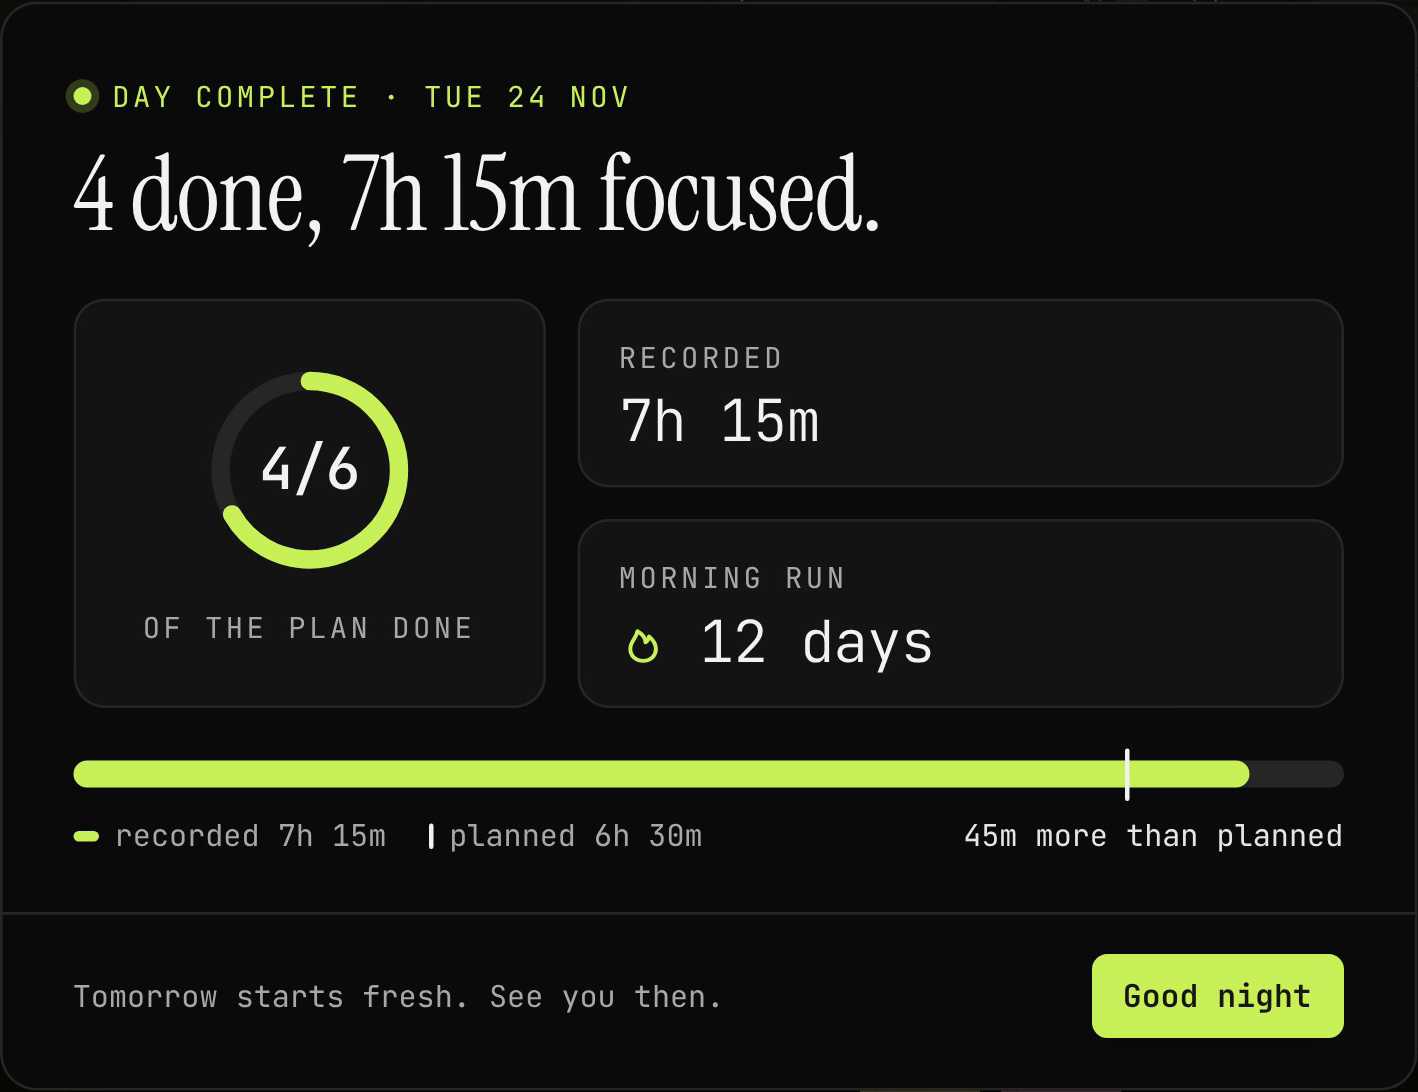 DAY COMPLETE · TUE 24 NOV
4 done, 7h 15m focused.
4/6
OF THE PLAN DONE
RECORDED
7h 15m
MORNING RUN
12 days
recorded 7h 15m
planned 6h 30m
45m more than planned
Tomorrow starts fresh. See you then.
Good night